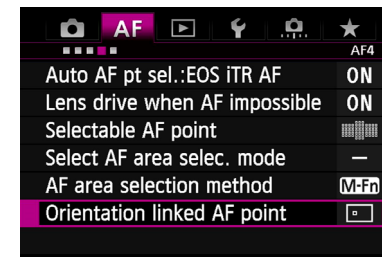 AF
AF4
Auto AF pt sel.:EOS iTR AF ON
Lens drive when AF impossible ON
Selectable AF point
Select AF area selec. mode
AF area selection method M-Fn
Orientation linked AF point